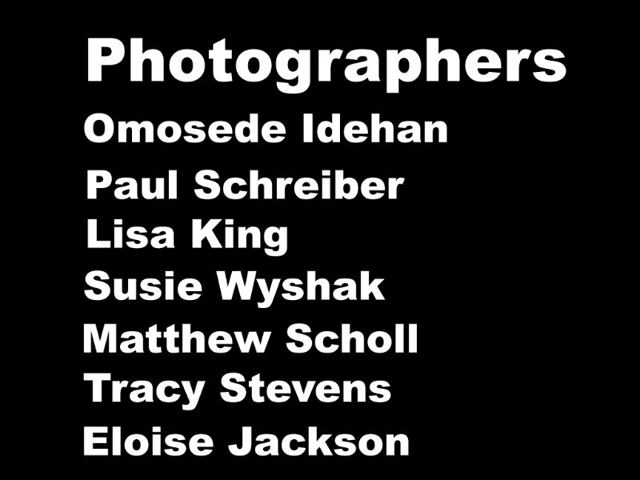 Photographers
Omosede Idehan
Paul Schreiber
Lisa King
Susie Wyshak
Matthew Scholl
Tracy Stevens
Eloise Jackson